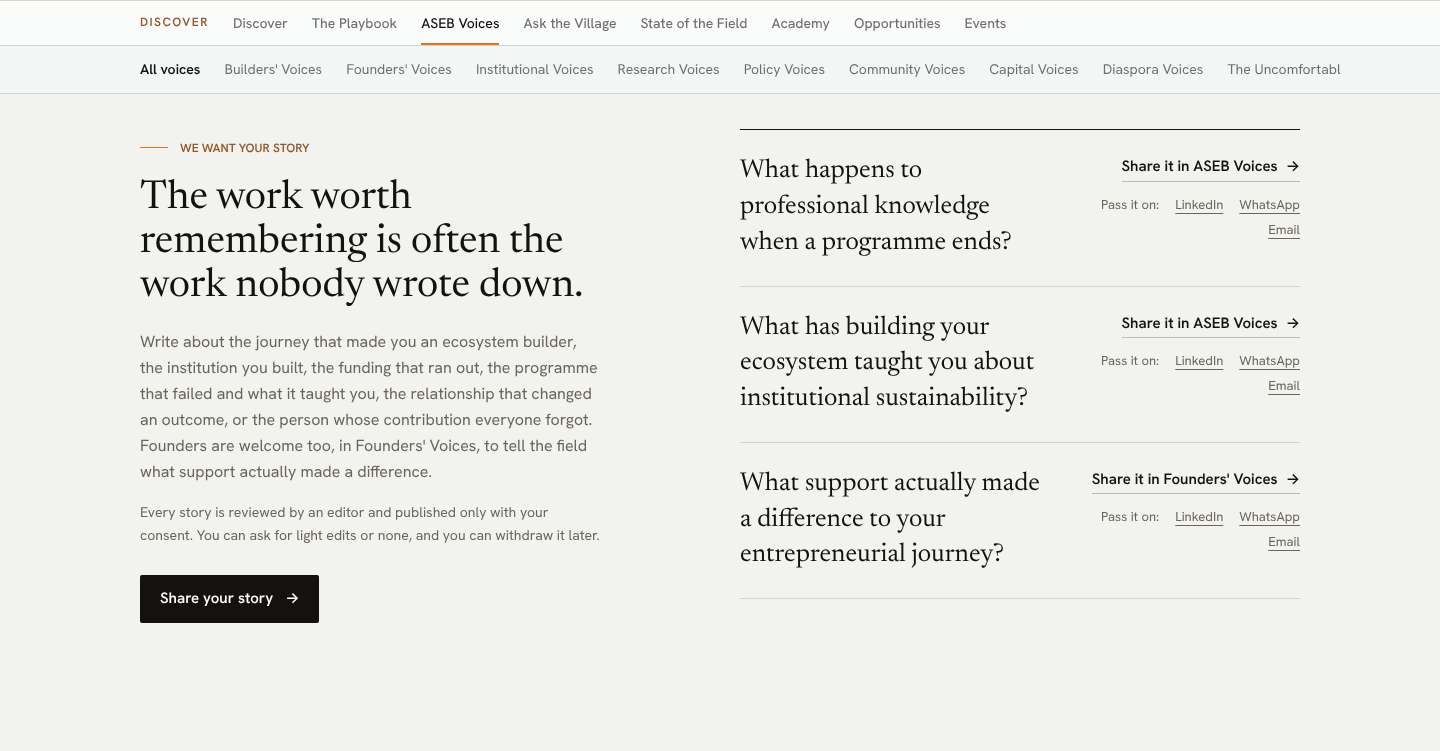 DISCOVER Discover The Playbook ASEB Voices Ask the Village State of the Field Academy Opportunities Events
All voices Builders' Voices Founders' Voices Institutional Voices Research Voices Policy Voices Community Voices Capital Voices Diaspora Voices The Uncomfortabl
WE WANT YOUR STORY
The work worth
remembering is often the
work nobody wrote down.
Write about the journey that made you an ecosystem builder,
the institution you built, the funding that ran out, the programme
that failed and what it taught you, the relationship that changed
an outcome, or the person whose contribution everyone forgot.
Founders are welcome too, in Founders' Voices, to tell the field
what support actually made a difference.
Every story is reviewed by an editor and published only with your
consent. You can ask for light edits or none, and you can withdraw it later.
Share your story →
What happens to
professional knowledge
when a programme ends?
Share it in ASEB Voices →
Pass it on: LinkedIn WhatsApp
Email
What has building your
ecosystem taught you about
institutional sustainability?
Share it in ASEB Voices →
Pass it on: LinkedIn WhatsApp
Email
What support actually made
a difference to your
entrepreneurial journey?
Share it in Founders' Voices →
Pass it on: LinkedIn WhatsApp
Email